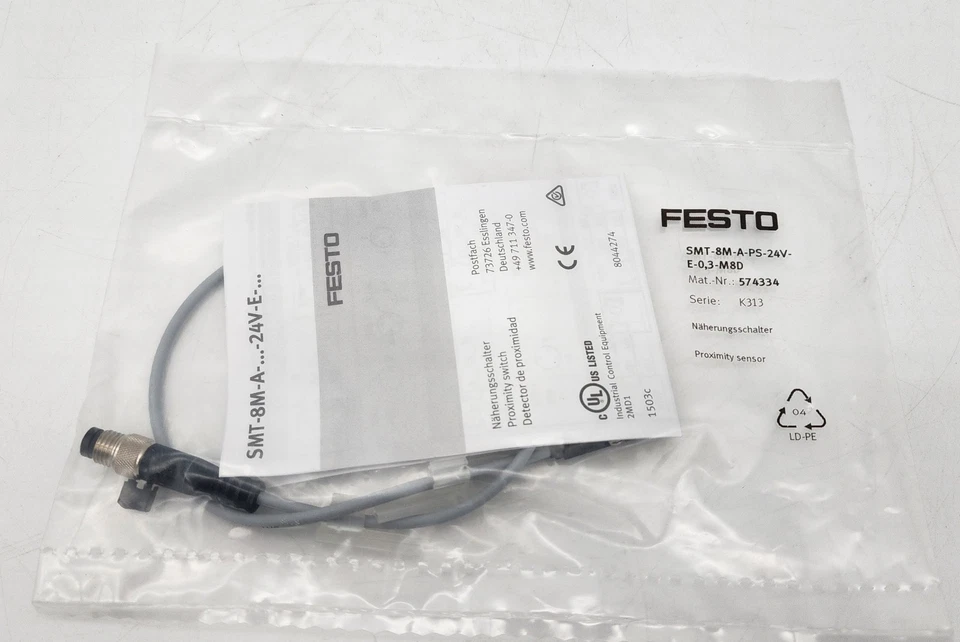 SMT-8M-A-...-24V-E-...
FESTO
Näherungsschalter
Proximity switch
Detector de proximidad
Postfach
73726 Esslingen
Deutschland
+49 711 347-0
www.festo.com
C UL US LISTED
Industrial Control Equipment
2MD1
1503c
CE
8044274
FESTO
SMT-8M-A-PS-24V-
E-0,3-M8D
Mat.-Nr.: 574334
Serie: K313
Näherungsschalter
Proximity sensor
04
LD-PE